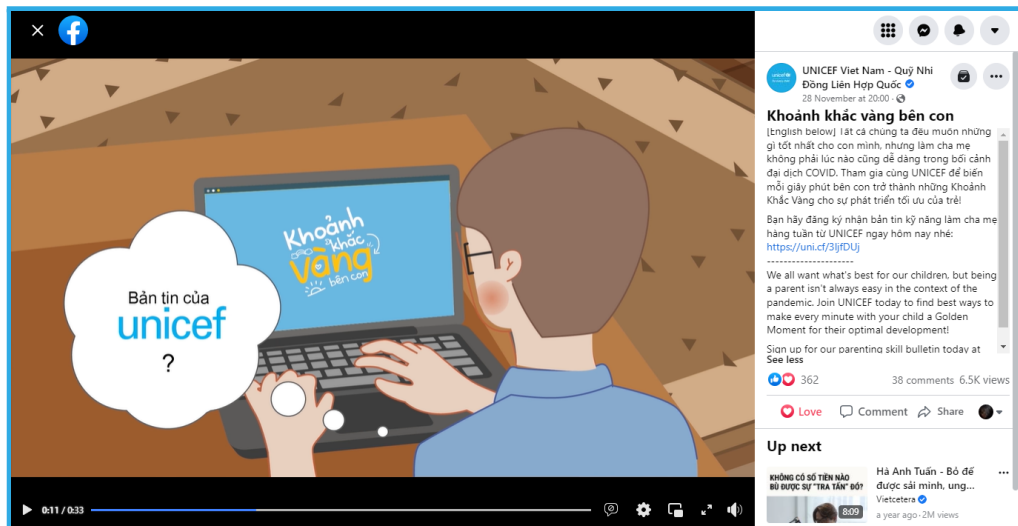 UNICEF Viet Nam - Quỹ Nhi
Đồng Liên Hợp Quốc
28 November at 20:00
Khoảnh khắc vàng bên con
[English below] Tất cả chúng ta đều muốn những
gì tốt nhất cho con mình, nhưng làm cha mẹ
không phải lúc nào cũng dễ dàng trong bối cảnh
đại dịch COVID. Tham gia cùng UNICEF để biến
mỗi giây phút bên con trở thành những Khoảnh
Khắc Vàng cho sự phát triển tối ưu của trẻ!
Bạn hãy đăng ký nhận bản tin kỹ năng làm cha mẹ
hàng tuần từ UNICEF ngay hôm nay nhé:
https://uni.cf/3ljfDUj
---------------------
We all want what's best for our children, but being
a parent isn't always easy in the context of the
pandemic. Join UNICEF today to find best ways to
make every minute with your child a Golden
Moment for their optimal development!
Sign up for our parenting skill bulletin today at
See less
362
38 comments 6.5K views
Love Comment Share
Up next
KHÔNG CÓ SỐ TIỀN NÀO
BÙ ĐƯỢC SỰ "TRA TẤN" ĐÓ?
8:09
Hà Anh Tuấn - Bỏ để
được sải mình, ung...
Vietcetera
a year ago · 2M views
Khoảnh
khắc
vàng
bên con
Bản tin của
unicef
?
0:11 / 0:33